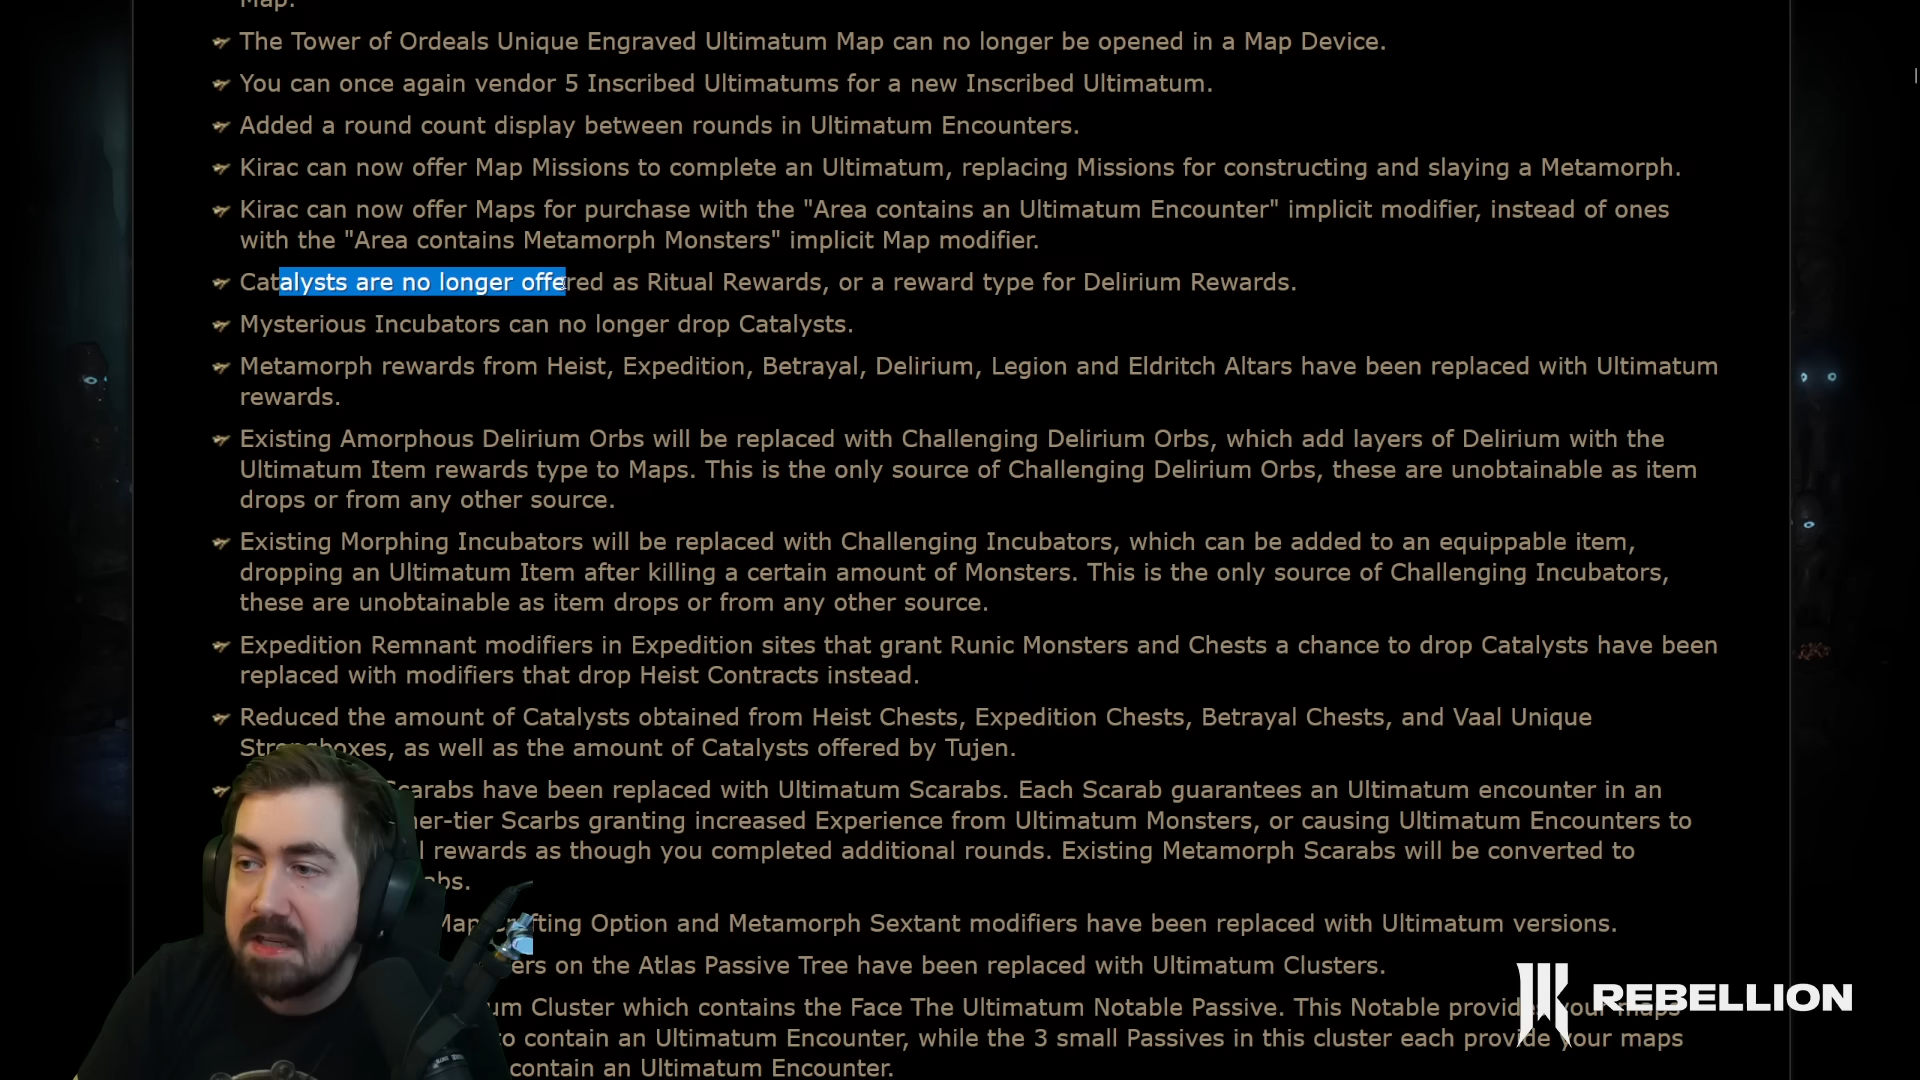 Map.
The Tower of Ordeals Unique Engraved Ultimatum Map can no longer be opened in a Map Device.
You can once again vendor 5 Inscribed Ultimatums for a new Inscribed Ultimatum.
Added a round count display between rounds in Ultimatum Encounters.
Kirac can now offer Map Missions to complete an Ultimatum, replacing Missions for constructing and slaying a Metamorph.
Kirac can now offer Maps for purchase with the "Area contains an Ultimatum Encounter" implicit modifier, instead of ones
with the "Area contains Metamorph Monsters" implicit Map modifier.
Catalysts are no longer offered as Ritual Rewards, or a reward type for Delirium Rewards.
Mysterious Incubators can no longer drop Catalysts.
Metamorph rewards from Heist, Expedition, Betrayal, Delirium, Legion and Eldritch Altars have been replaced with Ultimatum
rewards.
Existing Amorphous Delirium Orbs will be replaced with Challenging Delirium Orbs, which add layers of Delirium with the
Ultimatum Item rewards type to Maps. This is the only source of Challenging Delirium Orbs, these are unobtainable as item
drops or from any other source.
Existing Morphing Incubators will be replaced with Challenging Incubators, which can be added to an equippable item,
dropping an Ultimatum Item after killing a certain amount of Monsters. This is the only source of Challenging Incubators,
these are unobtainable as item drops or from any other source.
Expedition Remnant modifiers in Expedition sites that grant Runic Monsters and Chests a chance to drop Catalysts have been
replaced with modifiers that drop Heist Contracts instead.
Reduced the amount of Catalysts obtained from Heist Chests, Expedition Chests, Betrayal Chests, and Vaal Unique
Strongboxes, as well as the amount of Catalysts offered by Tujen.
Scarabs have been replaced with Ultimatum Scarabs. Each Scarab guarantees an Ultimatum encounter in an
her-tier Scarbs granting increased Experience from Ultimatum Monsters, or causing Ultimatum Encounters to
l rewards as though you completed additional rounds. Existing Metamorph Scarabs will be converted to
abs.
Map Crafting Option and Metamorph Sextant modifiers have been replaced with Ultimatum versions.
ers on the Atlas Passive Tree have been replaced with Ultimatum Clusters.
um Cluster which contains the Face The Ultimatum Notable Passive. This Notable provides your maps
to contain an Ultimatum Encounter, while the 3 small Passives in this cluster each provide your maps
contain an Ultimatum Encounter.
REBELLION